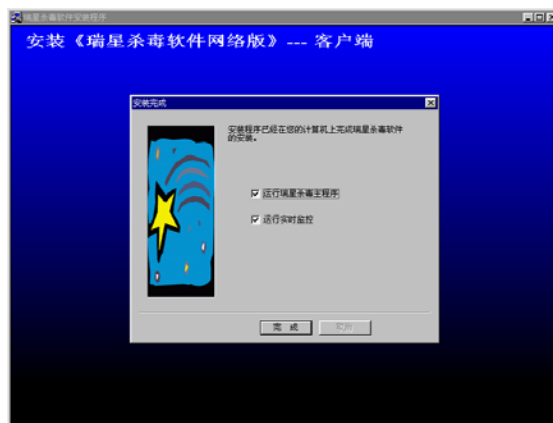 瑞星杀毒软件安装程序
安装《瑞星杀毒软件网络版》--- 客户端
安装完成
安装程序已经在您的计算机上完成瑞星杀毒软件
的安装。
运行瑞星杀毒主程序
运行实时监控
完 成
取消